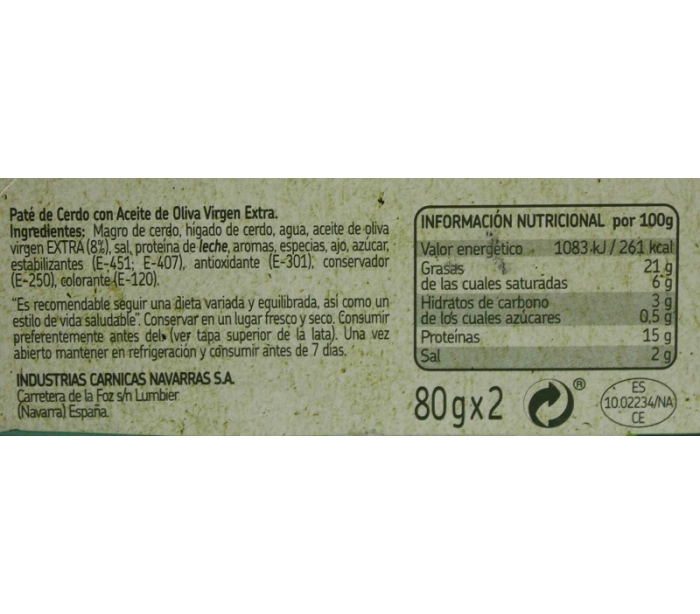 Paté de Cerdo con Aceite de Oliva Virgen Extra.
Ingredientes: Magro de cerdo, hígado de cerdo, agua, aceite de oliva
virgen EXTRA (8%), sal, proteína de leche, aromas, especias, ajo, azúcar,
estabilizantes (E-451; E-407), antioxidante (E-301), conservador
(E-250), colorante (E-120).
"Es recomendable seguir una dieta variada y equilibrada, así como un
estilo de vida saludable". Conservar en un lugar fresco y seco. Consumir
preferentemente antes del: (ver tapa superior de la lata). Una vez
abierto mantener en refrigeración y consumir antes de 7 días.
INDUSTRIAS CARNICAS NAVARRAS S.A.
Carretera de la Foz s/n Lumbier
(Navarra) España.
INFORMACIÓN NUTRICIONAL por 100g
Valor energético 1083 kJ / 261 kcal
Grasas 21 g
de las cuales saturadas 6 g
Hidratos de carbono 3 g
de los cuales azúcares 0,5 g
Proteínas 15 g
Sal 2 g
80 g x 2
®
ES
10.02234/NA
CE